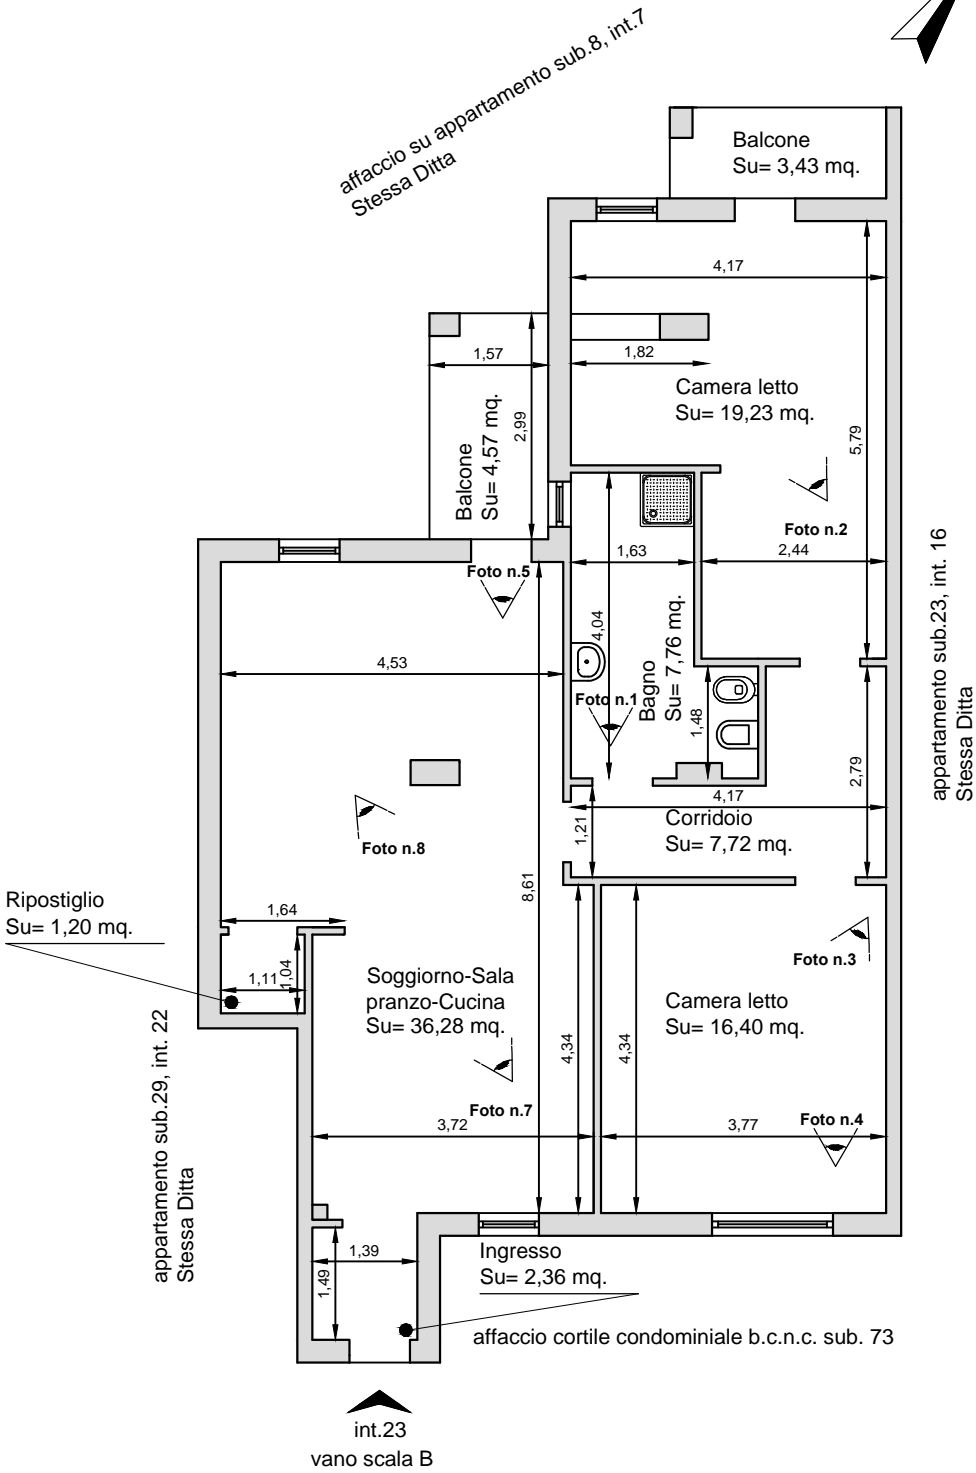 affaccio su appartamento sub.8, int.7
Stessa Ditta
Balcone
Su= 3,43 mq.
4,17
1,57
1,82
2,99
Balcone
Su= 4,57 mq.
Camera letto
Su= 19,23 mq.
5,79
Foto n.2
2,44
1,63
Foto n.5
4,04
Bagno
Su= 7,76 mq.
4,53
Foto n.1
1,48
appartamento sub.23, int. 16
Stessa Ditta
2,79
4,17
Corridoio
Su= 7,72 mq.
1,21
Foto n.8
8,61
Ripostiglio
Su= 1,20 mq.
1,64
1,11
1,04
Foto n.3
Soggiorno-Sala
pranzo-Cucina
Su= 36,28 mq.
Camera letto
Su= 16,40 mq.
4,34
4,34
appartamento sub.29, int. 22
Stessa Ditta
Foto n.7
3,72
3,77
Foto n.4
1,39
1,49
Ingresso
Su= 2,36 mq.
affaccio cortile condominiale b.c.n.c. sub. 73
int.23
vano scala B